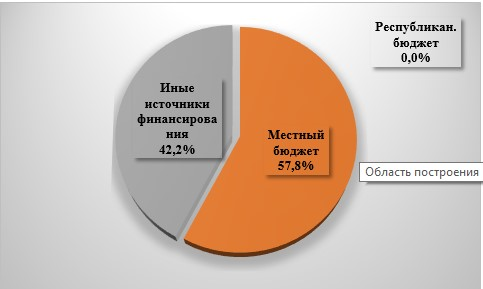 Республикан.
бюджет
0,0%
Иные
источники
финансирова
ния
42,2%
Местный
бюджет
57,8%
Область построения